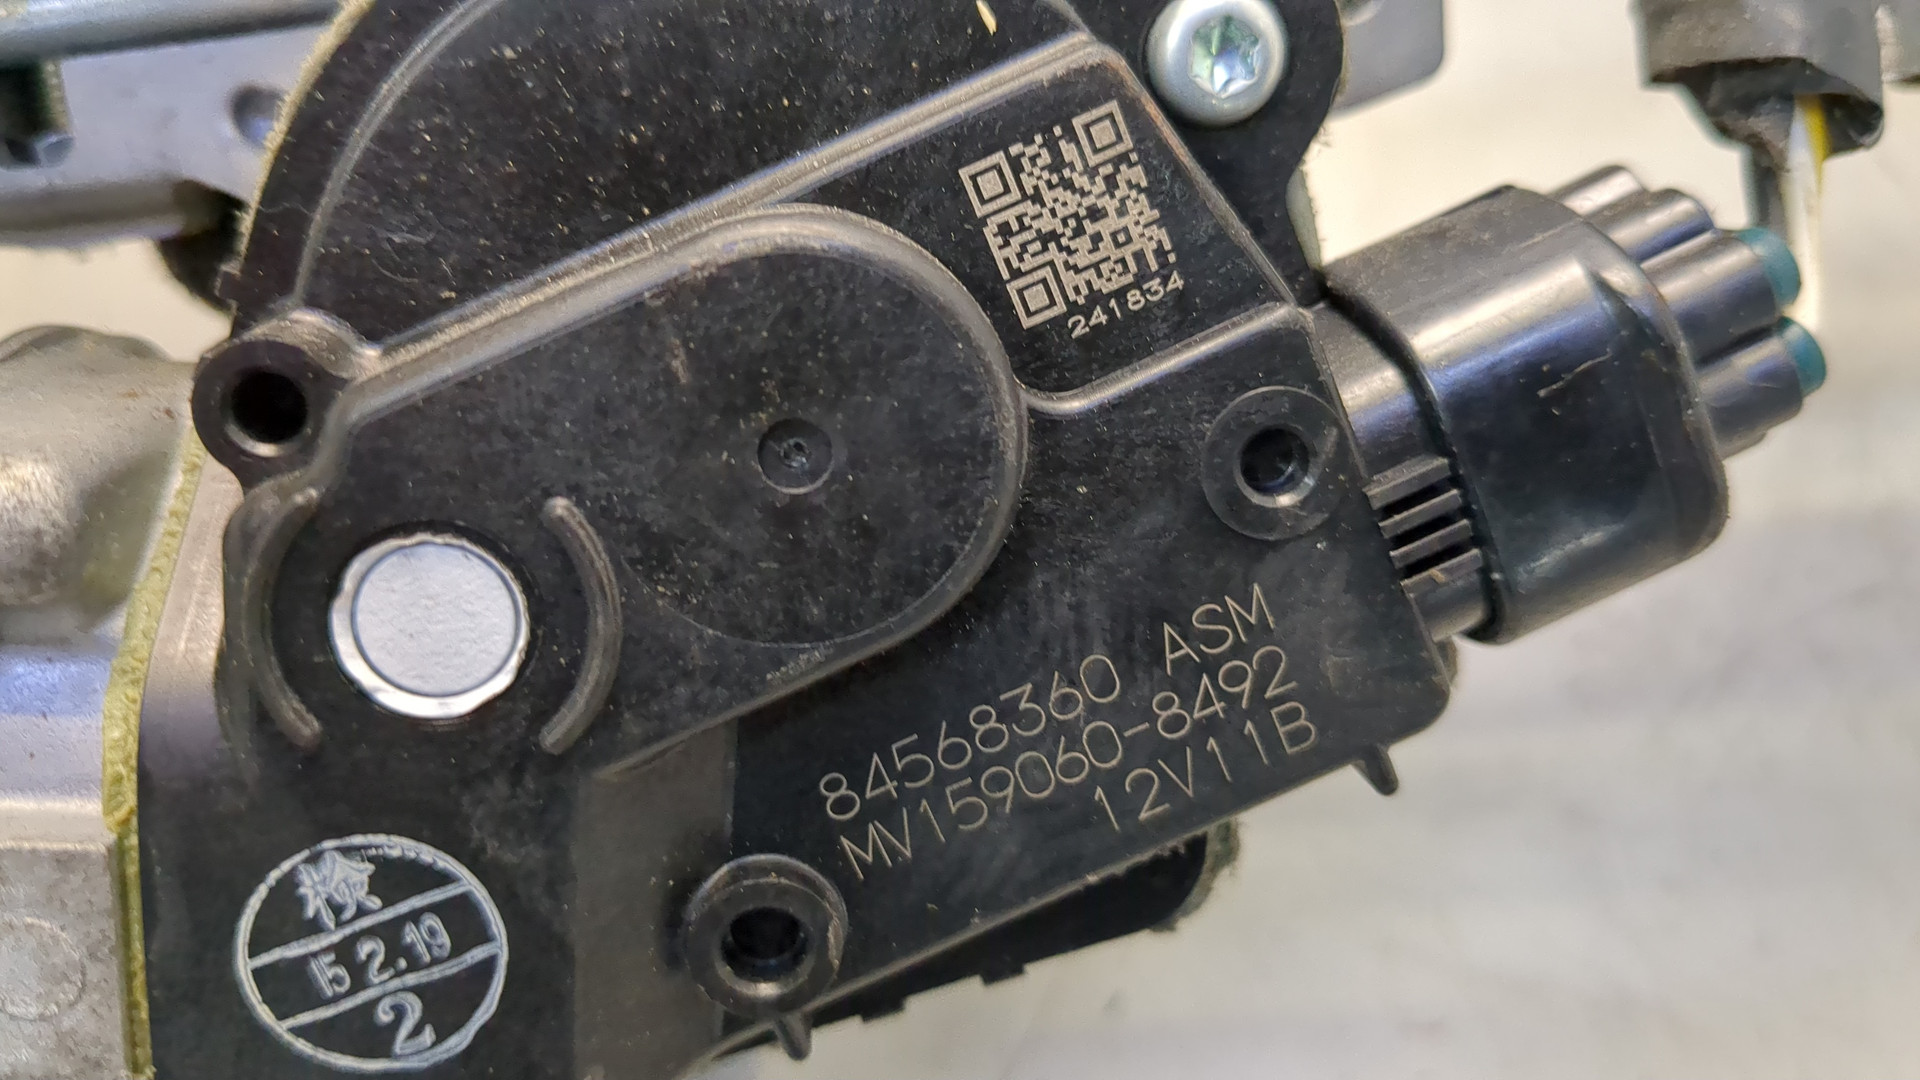 241834
84568360 ASM
MV159060-8492
12V11B
検
15 2.19
2